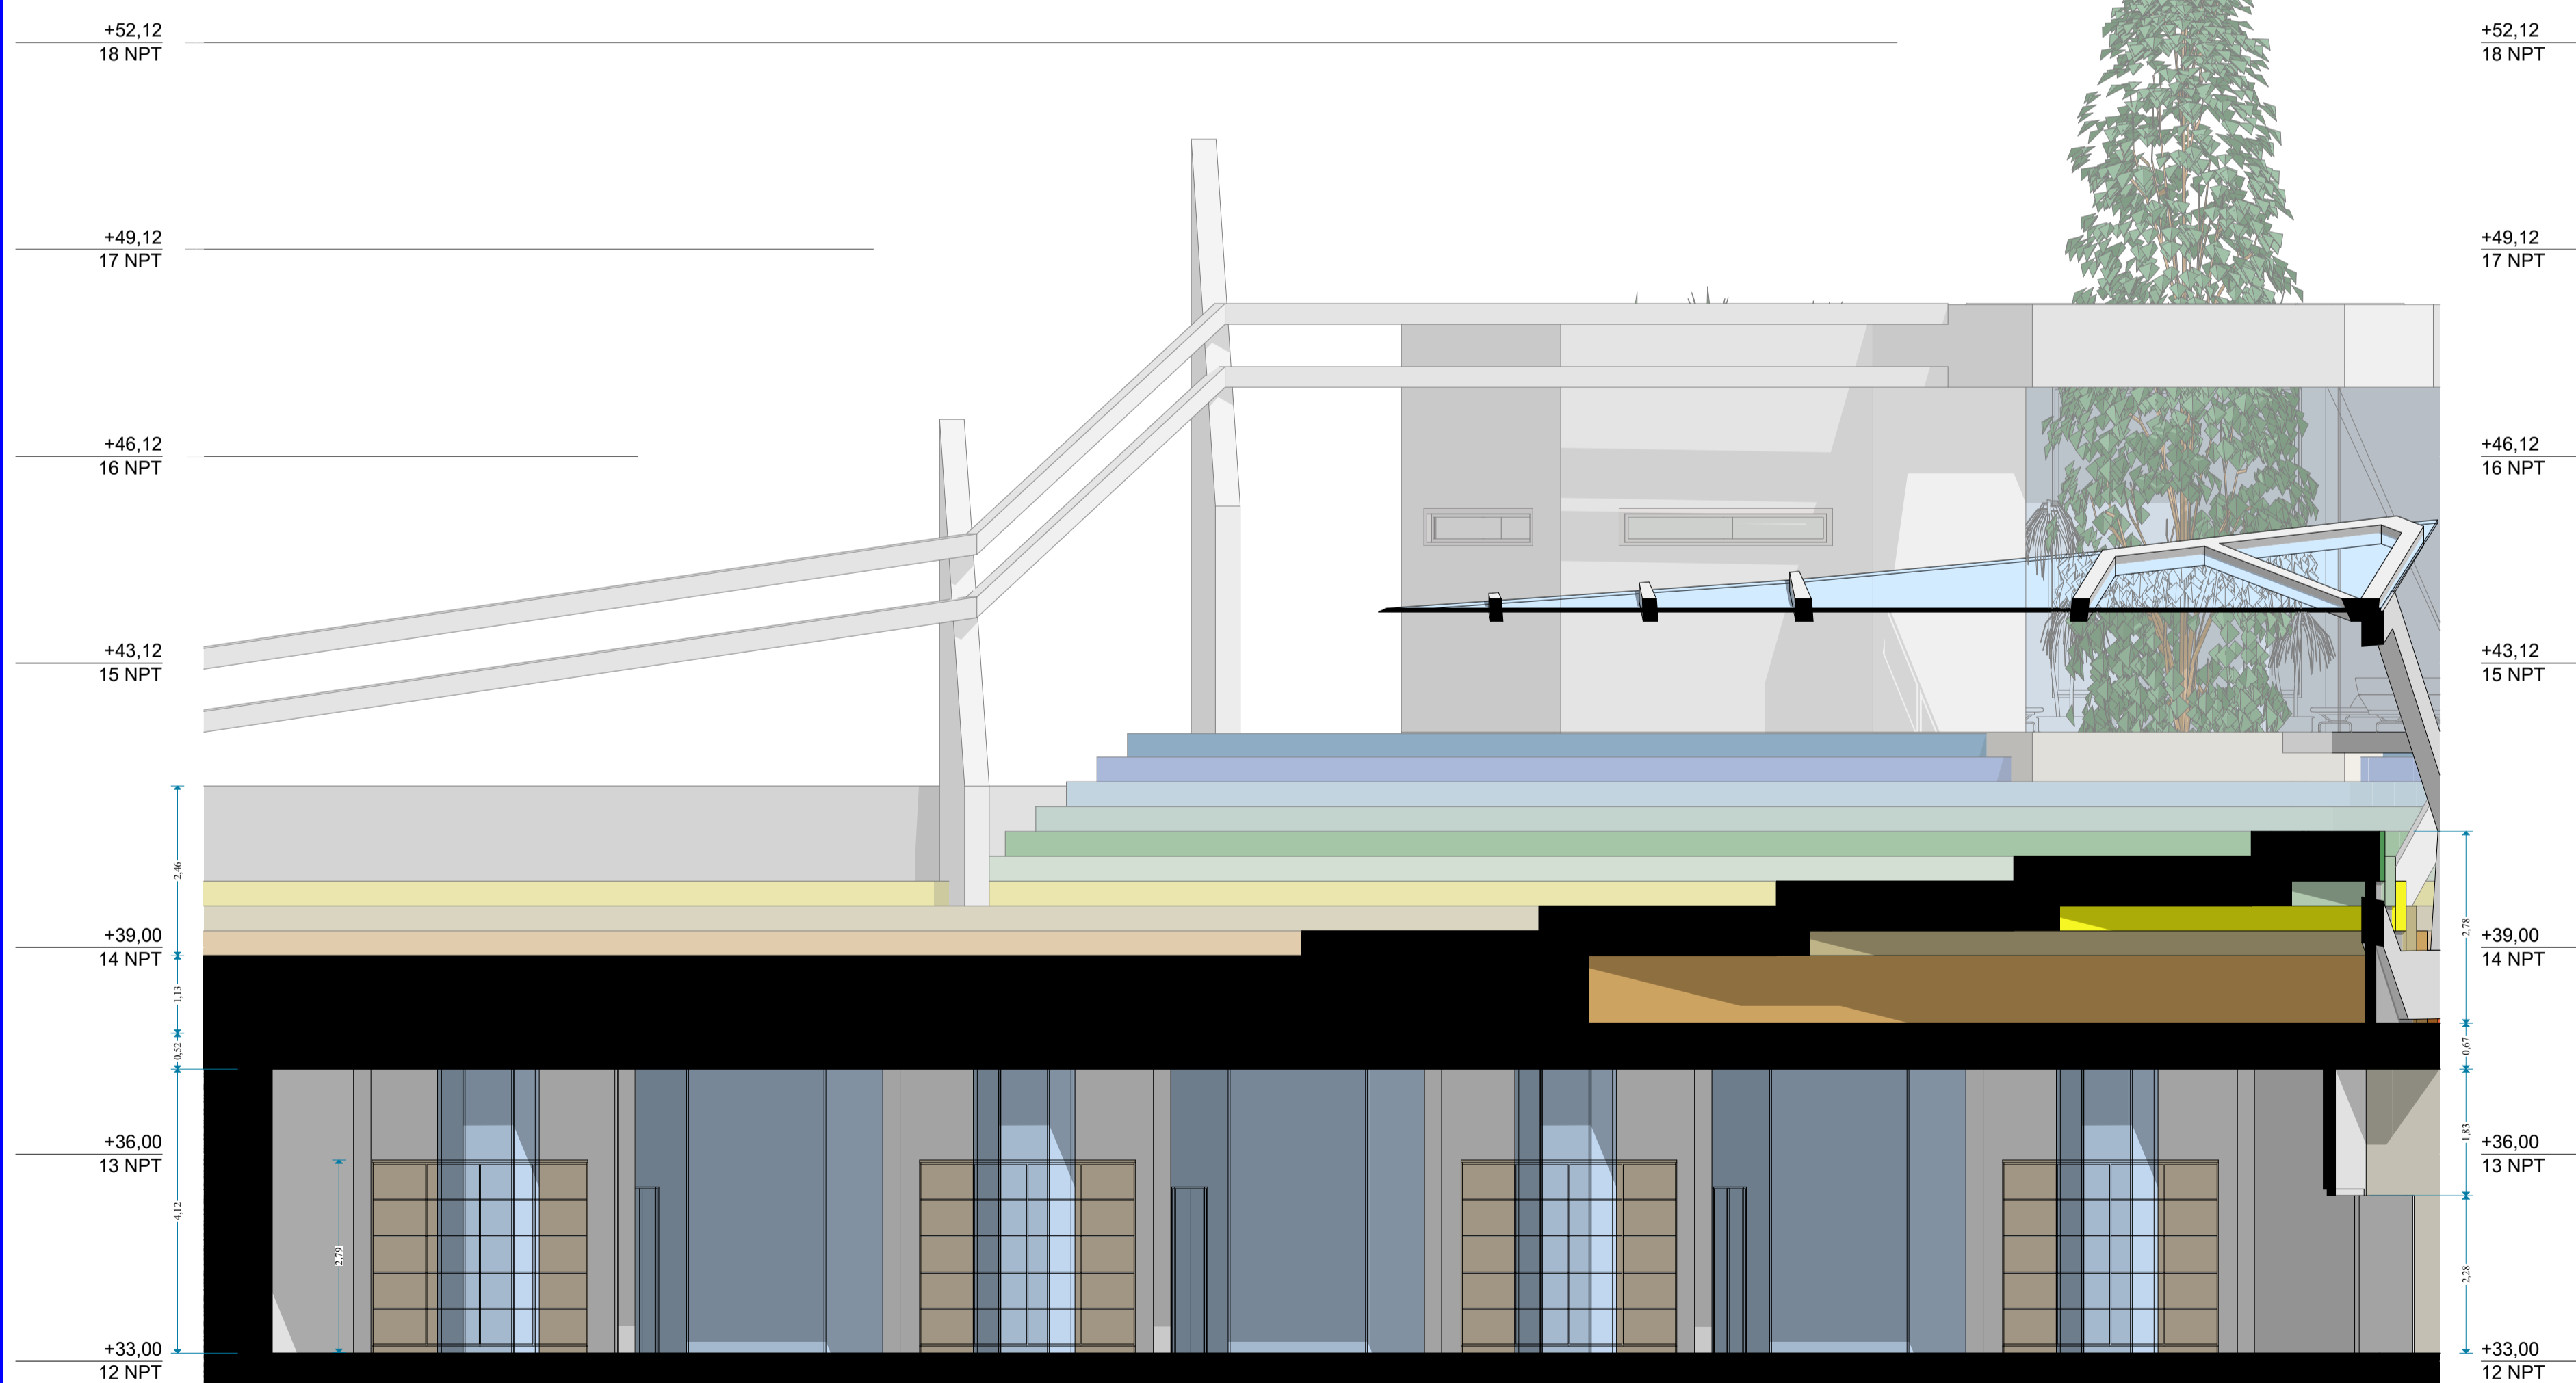 +52,12
18 NPT
+52,12
18 NPT
+49,12
17 NPT
+49,12
17 NPT
+46,12
16 NPT
+46,12
16 NPT
+43,12
15 NPT
+43,12
15 NPT
2,46
+39,00
14 NPT
2,78
+39,00
14 NPT
1,13
0,52
0,67
+36,00
13 NPT
1,83
+36,00
13 NPT
4,12
2,79
2,28
+33,00
12 NPT
+33,00
12 NPT